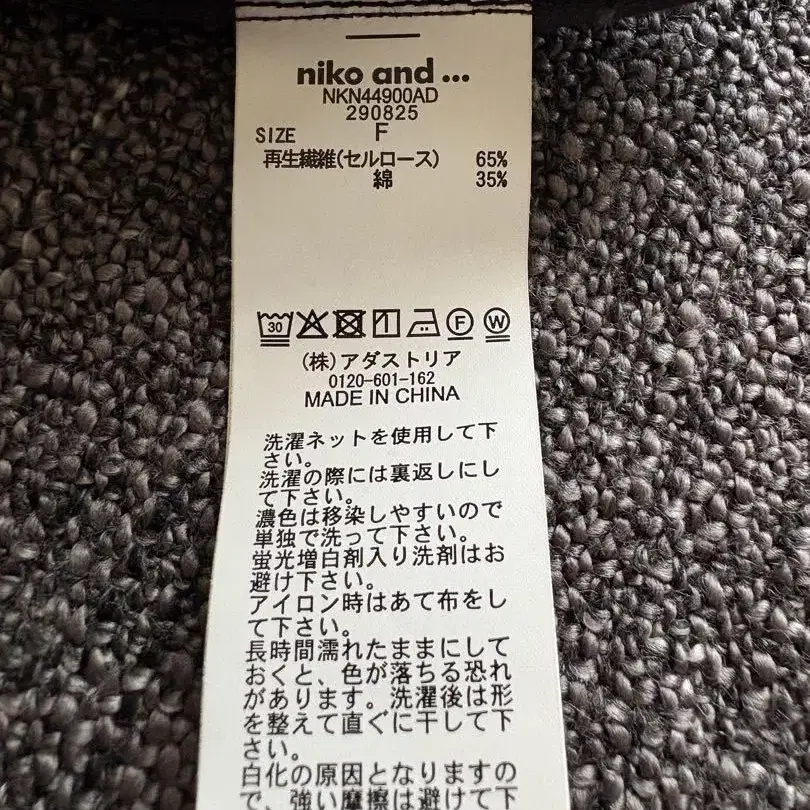 niko and ...
NKN44900AD
290825
SIZE F
再生繊維(セルロース) 65%
綿 35%
30
F W
(株)アダストリア
0120-601-162
MADE IN CHINA
洗濯ネットを使用して下
さい。
洗濯の際には裏返しにし
て下さい。
濃色は移染しやすいので
単独で洗って下さい。
蛍光増白剤入り洗剤はお
避け下さい。
アイロン時はあて布をし
て下さい。
長時間濡れたままにして
おくと、色が落ちる恐れ
があります。洗濯後は形
を整えて直ぐに干して下
さい。
白化の原因となりますの
で、強い摩擦は避けて下